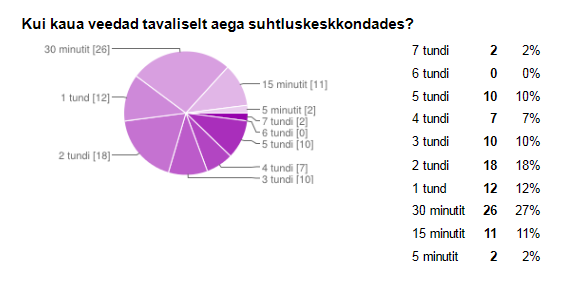 Kui kaua veedad tavaliselt aega suhtluskeskkondades?
30 minutit [26]
1 tund [12]
2 tundi [18]
15 minutit [11]
5 minutit [2]
7 tundi [2]
6 tundi [0]
5 tundi [10]
4 tundi [7]
3 tundi [10]
7 tundi 2 2%
6 tundi 0 0%
5 tundi 10 10%
4 tundi 7 7%
3 tundi 10 10%
2 tundi 18 18%
1 tund 12 12%
30 minutit 26 27%
15 minutit 11 11%
5 minutit 2 2%